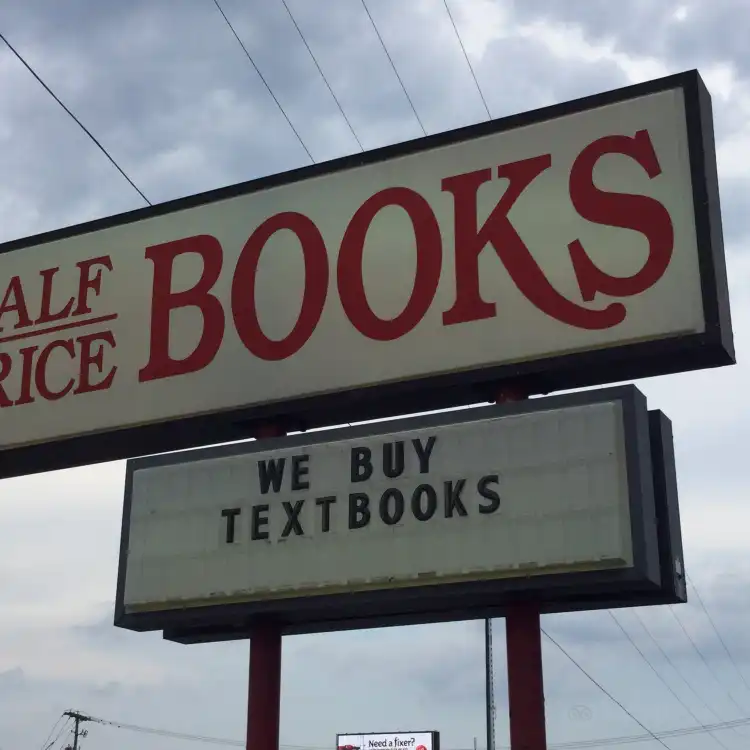 ALF
RICE
BOOKS
WE BUY
TEXTBOOKS
Need a fixer?